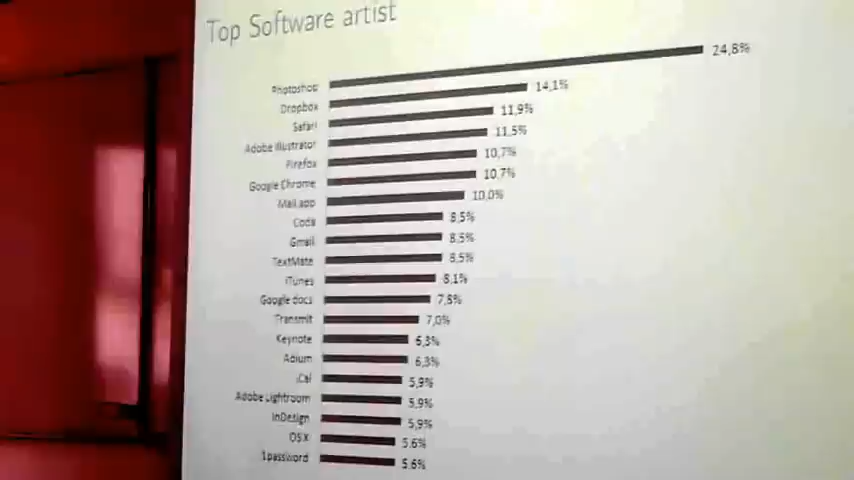 Top Software artist
Photoshop 24,8%
Dropbox 14,1%
Safari 11,9%
Adobe Illustrator 11,5%
Firefox 10,7%
Google Chrome 10,7%
Mail.app 10,0%
Coda 8,5%
Gmail 8,5%
TextMate 8,5%
iTunes 8,1%
Google docs 7,8%
Transmit 7,0%
Keynote 6,3%
Adium 6,3%
iCal 5,9%
Adobe Lightroom 5,9%
InDesign 5,9%
OS X 5,6%
1password 5,6%